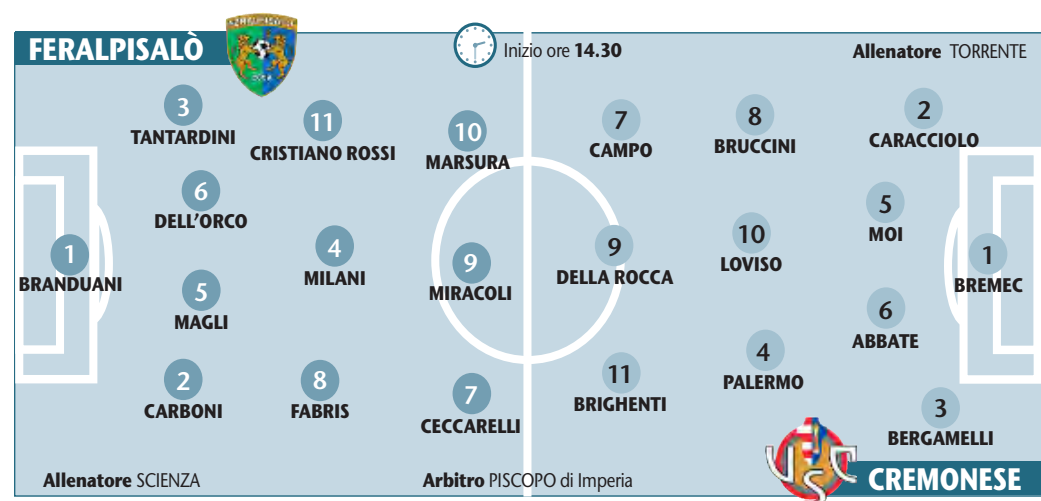 FERALPISALÒ
Inizio ore 14.30
Allenatore TORRENTE
1
BRANDUANI
3
TANTARDINI
6
DELL'ORCO
5
MAGLI
2
CARBONI
11
CRISTIANO ROSSI
4
MILANI
8
FABRIS
10
MARSURA
9
MIRACOLI
7
CECCARELLI
7
CAMPO
9
DELLA ROCCA
11
BRIGHENTI
8
BRUCCINI
10
LOVISO
4
PALERMO
2
CARACCIOLO
5
MOI
6
ABBATE
3
BERGAMELLI
1
BREMEC
Allenatore SCIENZA
Arbitro PISCOPO di Imperia
CREMONESE